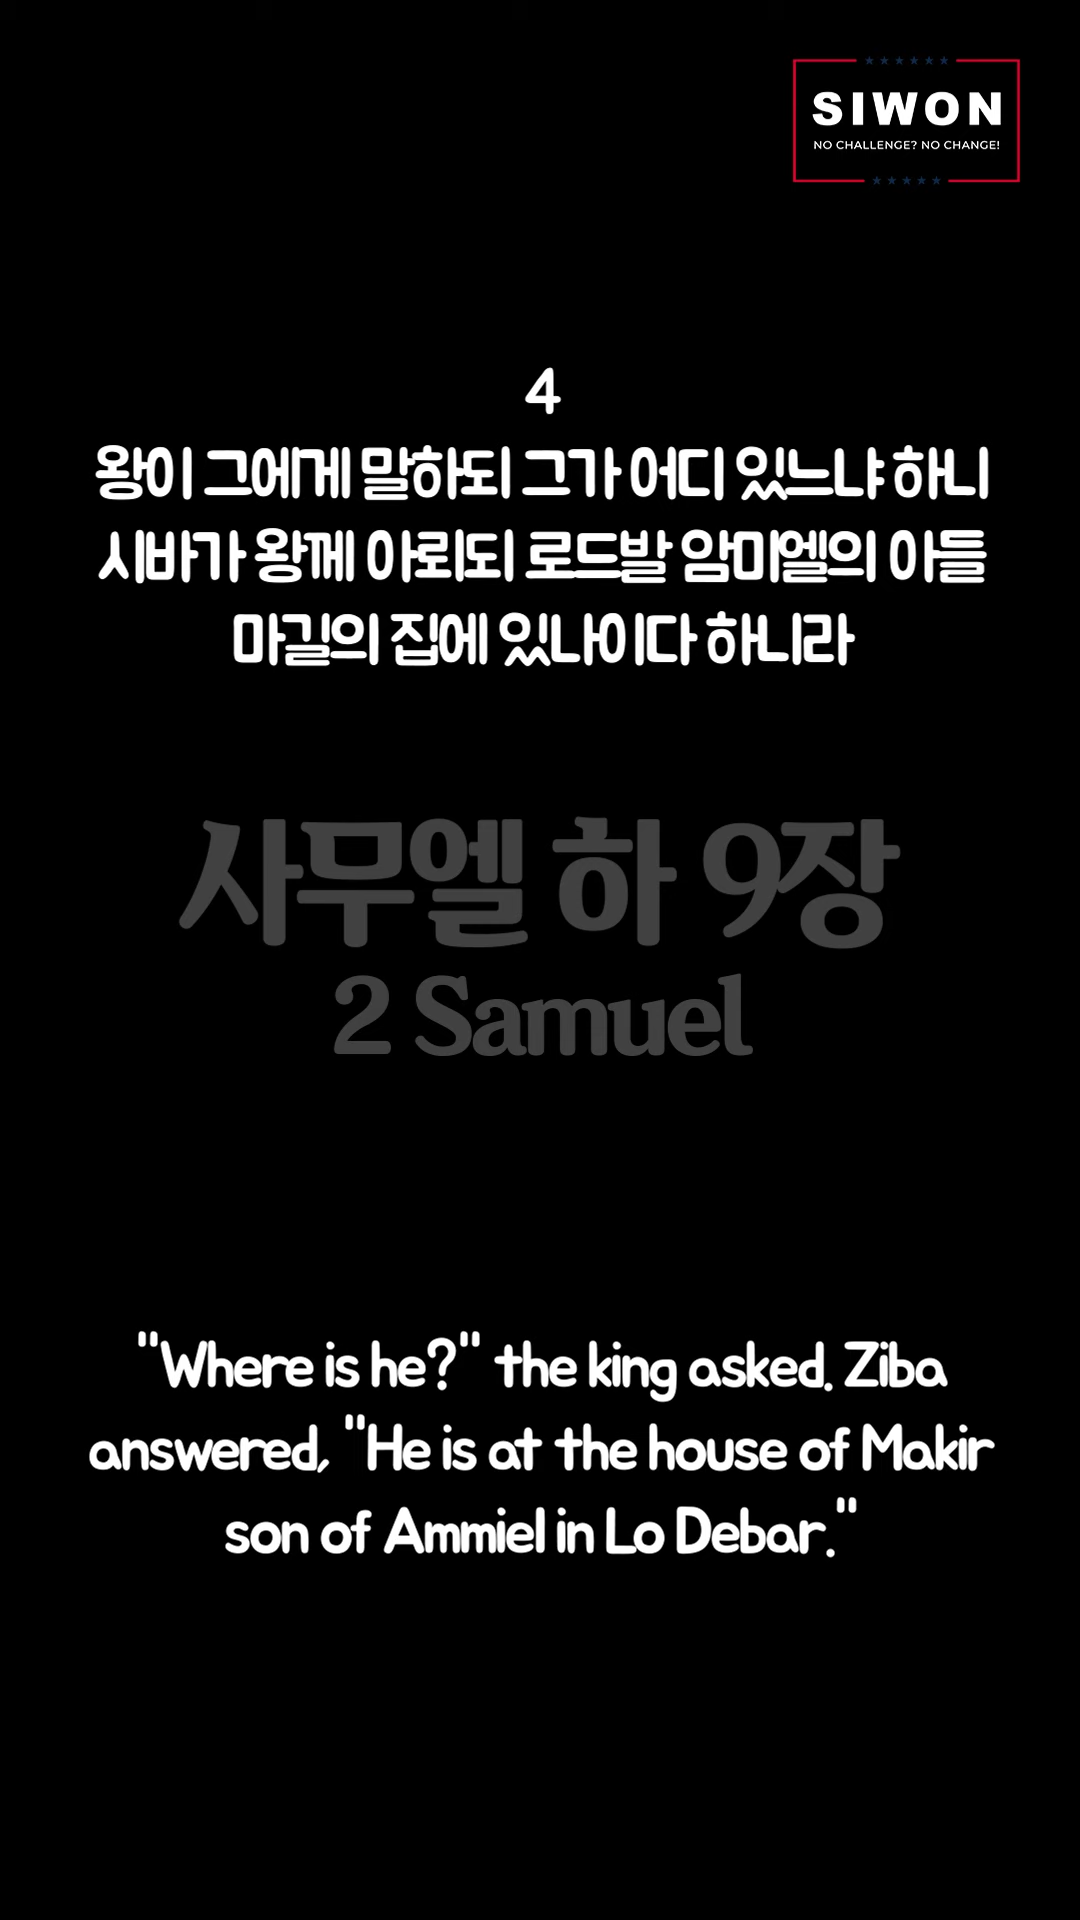 SIWON
NO CHALLENGE? NO CHANGE!
4
왕이 그에게 말하되 그가 어디 있느냐 하니
시바가 왕께 아뢰되 로드발 암미엘의 아들
마길의 집에 있나이다 하니라
사무엘 하 9장
2 Samuel
"Where is he?" the king asked. Ziba
answered, "He is at the house of Makir
son of Ammiel in Lo Debar."